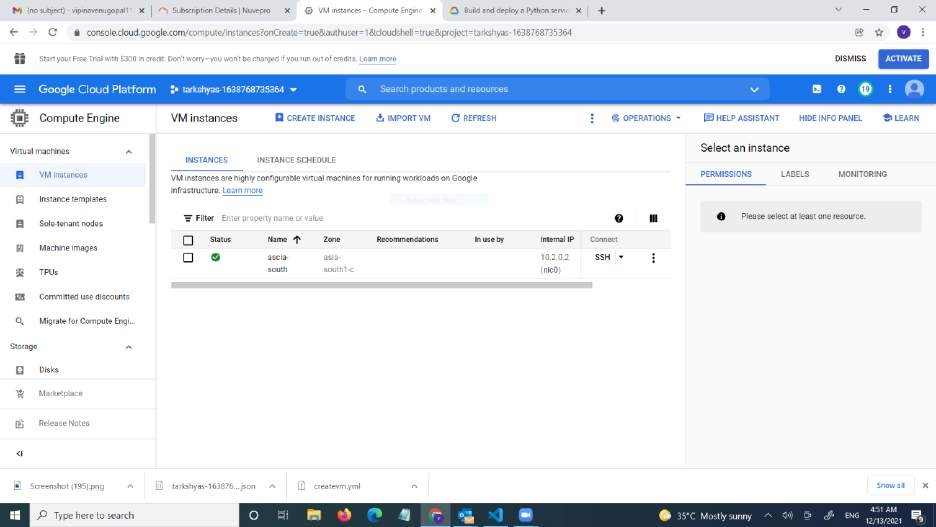 (no subject) - vipinavenugopal11
Subscription Details | Nuvepro
VM instances – Compute Engine
Build and deploy a Python servic
console.cloud.google.com/compute/instances?onCreate=true&authuser=1&cloudshell=true&project=tarkshyas-1638768735364
Start your Free Trial with $300 in credit. Don't worry—you won't be charged if you run out of credits. Learn more
DISMISS
ACTIVATE
Google Cloud Platform
tarkshyas-1638768735364
Search products and resources
19
Compute Engine
VM instances
CREATE INSTANCE
IMPORT VM
REFRESH
OPERATIONS
HELP ASSISTANT
HIDE INFO PANEL
LEARN
Virtual machines
VM instances
Instance templates
Sole-tenant nodes
Machine images
TPUs
Committed use discounts
Migrate for Compute Engi...
Storage
Disks
Marketplace
Release Notes
INSTANCES
INSTANCE SCHEDULE
VM instances are highly configurable virtual machines for running workloads on Google
infrastructure. Learn more
Filter Enter property name or value
Status Name Zone Recommendations In use by Internal IP Connect
ascia- asia- 10.2.0.2 SSH
south south1-c (nic0)
Select an instance
PERMISSIONS
LABELS
MONITORING
Please select at least one resource.
Screenshot (195).png
tarkshyas-163876....json
createvm.yml
Show all
Type here to search
35°C Mostly sunny
ENG
4:51 AM
12/13/2021
9